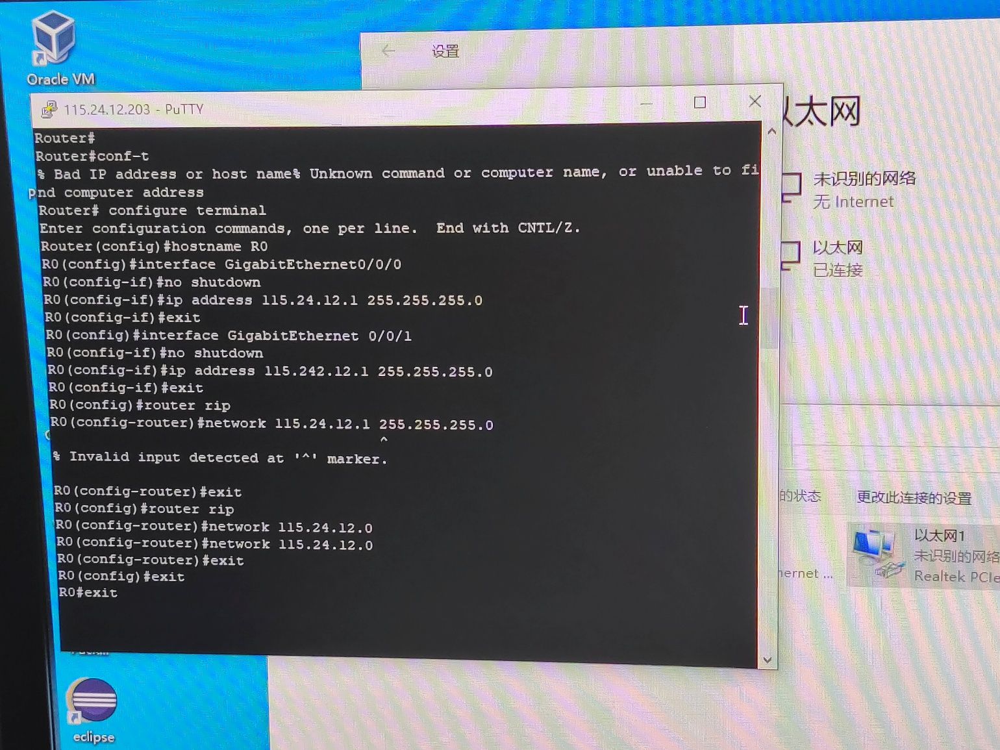 Oracle VM
设置
115.24.12.203 - PuTTY
太网
Router#
Router#conf-t
% Bad IP address or host name% Unknown command or computer name, or unable to fi
nd computer address
Router# configure terminal
Enter configuration commands, one per line.  End with CNTL/Z.
Router(config)#hostname R0
R0(config)#interface GigabitEthernet0/0/0
R0(config-if)#no shutdown
R0(config-if)#ip address 115.24.12.1 255.255.255.0
R0(config-if)#exit
R0(config)#interface GigabitEthernet 0/0/1
R0(config-if)#no shutdown
R0(config-if)#ip address 115.242.12.1 255.255.255.0
R0(config-if)#exit
R0(config)#router rip
R0(config-router)#network 115.24.12.1 255.255.255.0
^
% Invalid input detected at '^' marker.
R0(config-router)#exit
R0(config)#router rip
R0(config-router)#network 115.24.12.0
R0(config-router)#network 115.24.12.0
R0(config-router)#exit
R0(config)#exit
R0#exit
未识别的网络
无 Internet
以太网
已连接
的状态
更改此连接的设置
以太网1
未识别的网络
hernet ...
Realtek PCIe
eclipse